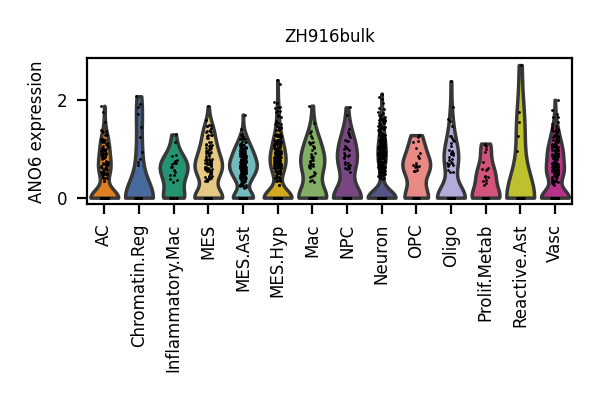 ZH916bulk
ANO6 expression
2
0
AC
Chromatin.Reg
Inflammatory.Mac
MES
MES.Ast
MES.Hyp
Mac
NPC
Neuron
OPC
Oligo
Prolif.Metab
Reactive.Ast
Vasc